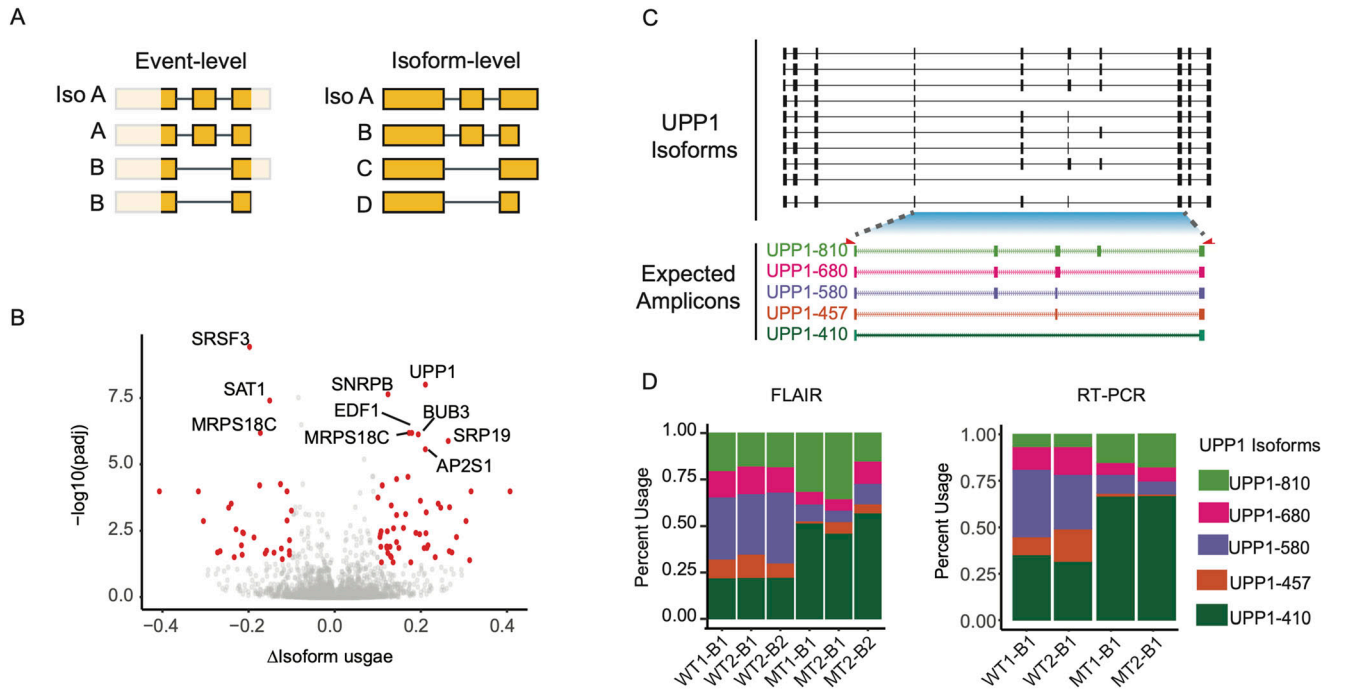 A
Event-level
Iso A
A
B
B
Isoform-level
Iso A
B
C
D
B
SRSF3
SAT1
MRPS18C
SNRPB
UPP1
EDF1
BUB3
MRPS18C
SRP19
AP2S1
−log10(padj)
7.5
5.0
2.5
0.0
−0.4
−0.2
0.0
0.2
0.4
ΔIsoform usgae
C
UPP1
Isoforms
Expected
Amplicons
UPP1-810
UPP1-680
UPP1-580
UPP1-457
UPP1-410
D
FLAIR
Percent Usage
1.00
0.75
0.50
0.25
0.00
WT1-B1
WT2-B1
WT2-B2
MT1-B1
MT2-B1
MT2-B2
RT-PCR
Percent Usage
1.00
0.75
0.50
0.25
0.00
WT1-B1
WT2-B1
MT1-B1
MT2-B1
UPP1 Isoforms
UPP1-810
UPP1-680
UPP1-580
UPP1-457
UPP1-410